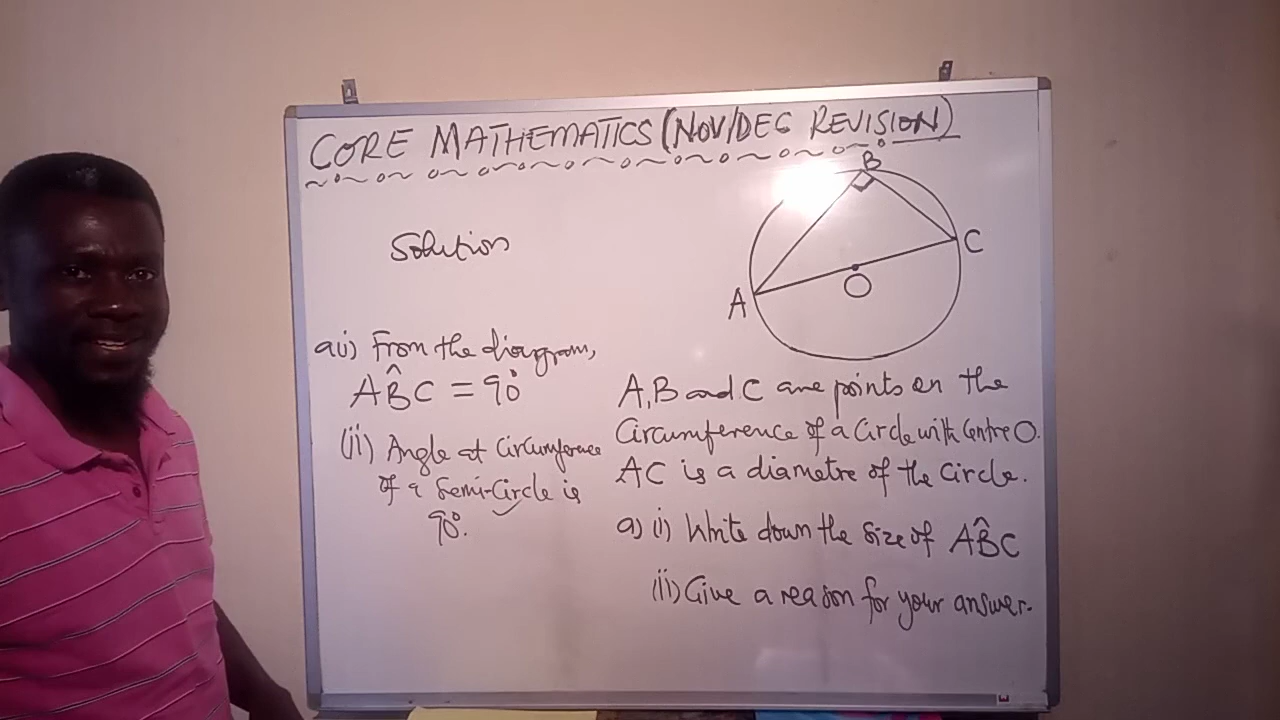 CORE MATHEMATICS (NOV/DEC REVISION)
B
C
A
O
Solution
ai) From the diagram,
AB̂C = 90°
(ii) Angle at Circumference
of a Semi-Circle is
90°.
A, B and C are points on the
Circumference of a Circle with Centre O.
AC is a diametre of the Circle.
a) (i) Write down the size of AB̂C
(ii) Give a reason for your answer.